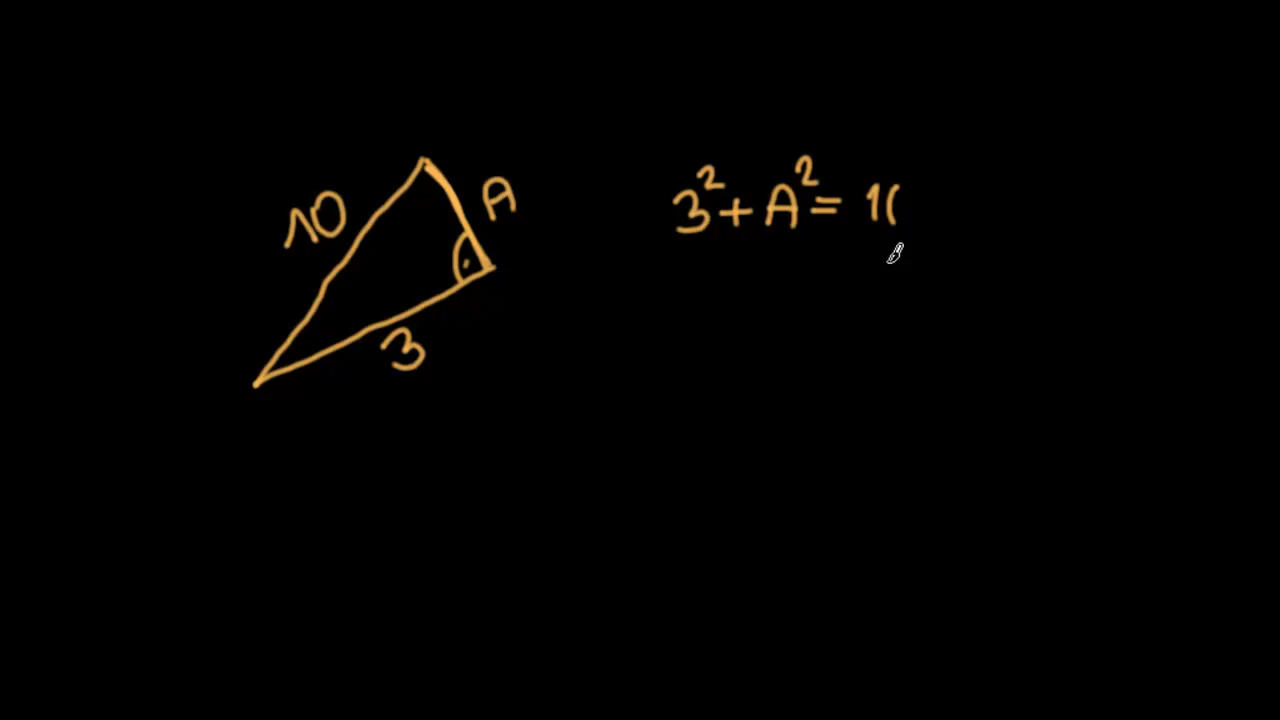 10
A
3
3² + A² = 1(